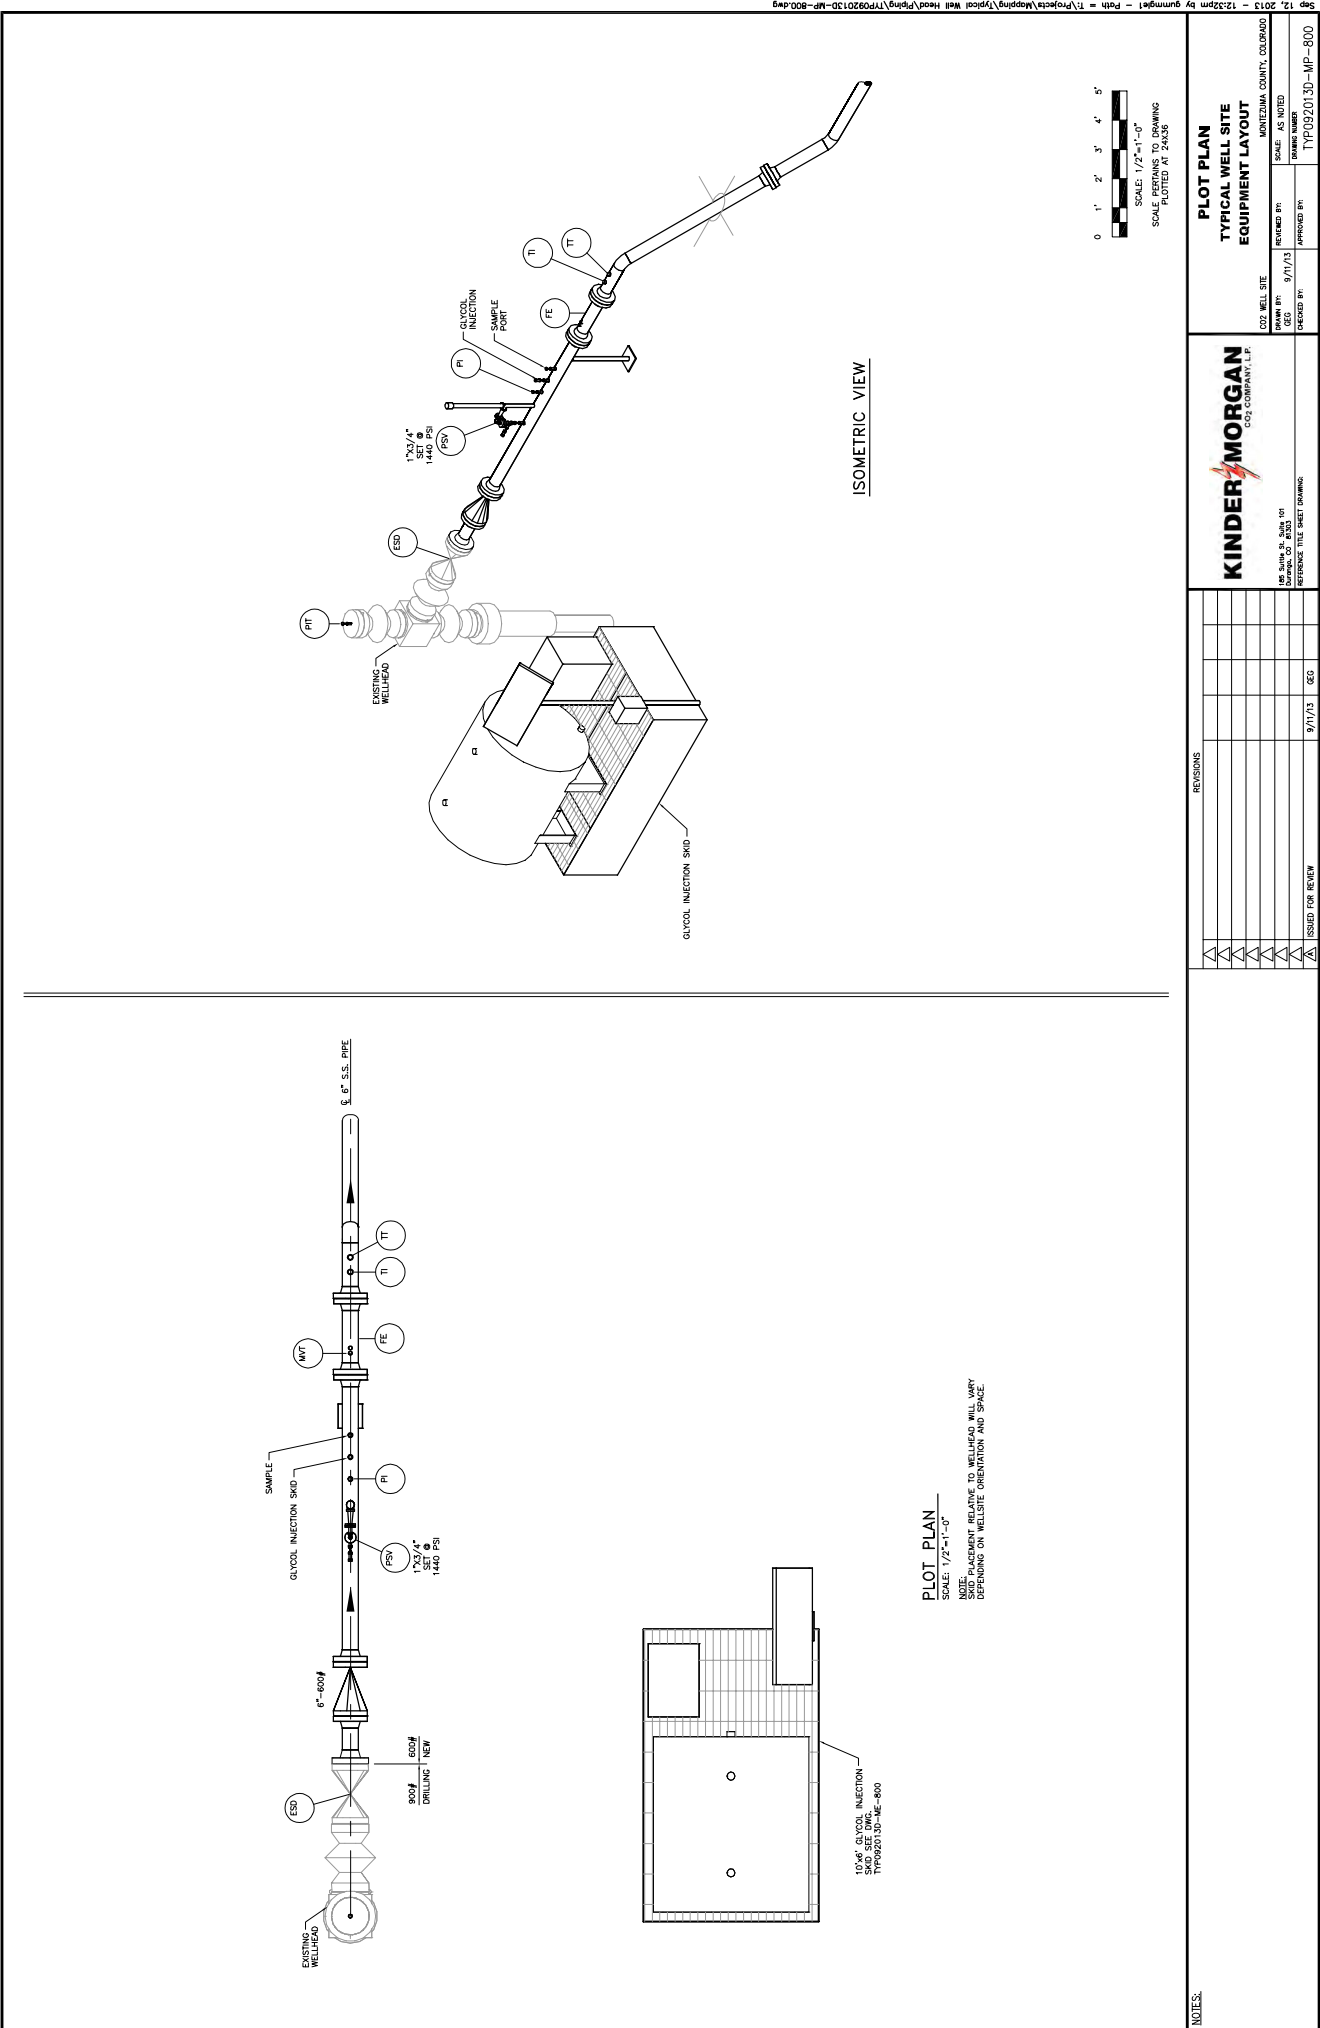 EXISTING
WELLHEAD
ESD
900#
DRILLING
600#
NEW
6"-600#
PSV
1"X3/4"
SET @
1440 PSI
GLYCOL INJECTION SKID
SAMPLE
PI
MVT
FE
TI
TT
℄ 6" S.S. PIPE
10'x6' GLYCOL INJECTION
SKID SEE DWG.
TYP092013D-ME-800
PLOT PLAN
SCALE: 1/2"=1'-0"
NOTE:
SKID PLACEMENT RELATIVE TO WELLHEAD WILL VARY
DEPENDING ON WELLSITE ORIENTATION AND SPACE.
PIT
EXISTING
WELLHEAD
ESD
1"X3/4"
SET @
1440 PSI
PSV
PI
GLYCOL
INJECTION
SAMPLE
PORT
FE
TI
TT
GLYCOL INJECTION SKID
ISOMETRIC VIEW
0 1' 2' 3' 4' 5'
SCALE: 1/2"=1'-0"
SCALE PERTAINS TO DRAWING
PLOTTED AT 24X36
NOTES:
REVISIONS
A ISSUED FOR REVIEW 9/11/13 GEG
KINDER MORGAN
CO2 COMPANY, L.P.
185 Suttle St. Suite 101
Durango, CO 81303
REFERENCE TITLE SHEET DRAWING:
PLOT PLAN
TYPICAL WELL SITE
EQUIPMENT LAYOUT
CO2 WELL SITE
MONTEZUMA COUNTY, COLORADO
DRAWN BY:
GEG
9/11/13
REVIEWED BY:
SCALE: AS NOTED
CHECKED BY:
APPROVED BY:
DRAWING NUMBER
TYP092013D-MP-800
Sep 12, 2013 - 12:32pm by gummige1 - Path = T:\Projects\Mapping\Typical Well Head\Piping\TYP092013D-MP-800.dwg